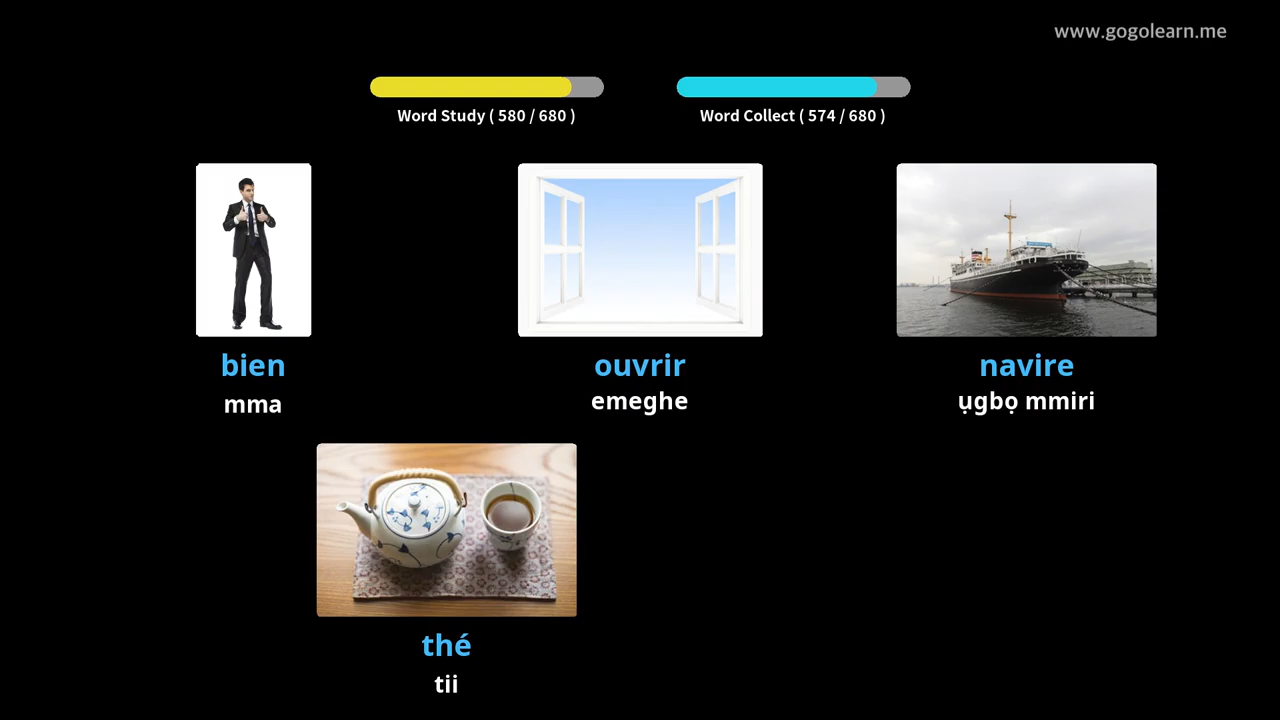 www.gogolearn.me
Word Study ( 580 / 680 )
Word Collect ( 574 / 680 )
bien
mma
ouvrir
emeghe
navire
ụgbọ mmiri
thé
tii